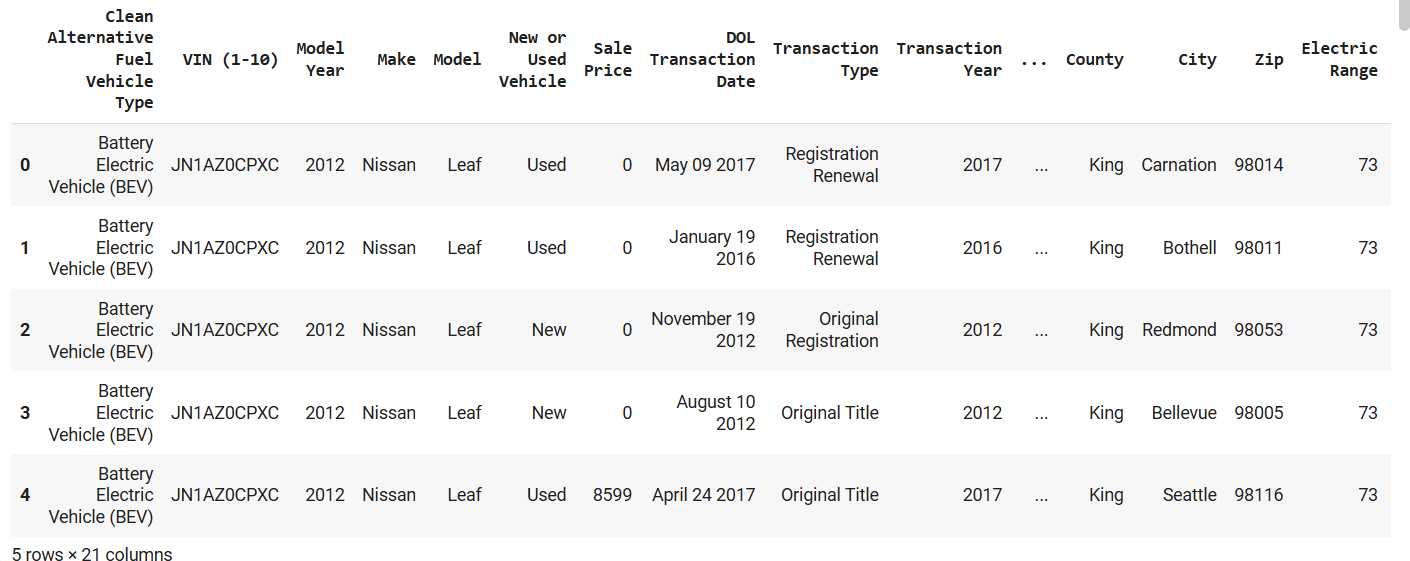 Clean Alternative Fuel Vehicle Type VIN (1-10) Model Year Make Model New or Used Vehicle Sale Price DOL Transaction Date Transaction Type Transaction Year ... County City Zip Electric Range
0 Battery Electric Vehicle (BEV) JN1AZ0CPXC 2012 Nissan Leaf Used 0 May 09 2017 Registration Renewal 2017 ... King Carnation 98014 73
1 Battery Electric Vehicle (BEV) JN1AZ0CPXC 2012 Nissan Leaf Used 0 January 19 2016 Registration Renewal 2016 ... King Bothell 98011 73
2 Battery Electric Vehicle (BEV) JN1AZ0CPXC 2012 Nissan Leaf New 0 November 19 2012 Original Registration 2012 ... King Redmond 98053 73
3 Battery Electric Vehicle (BEV) JN1AZ0CPXC 2012 Nissan Leaf New 0 August 10 2012 Original Title 2012 ... King Bellevue 98005 73
4 Battery Electric Vehicle (BEV) JN1AZ0CPXC 2012 Nissan Leaf Used 8599 April 24 2017 Original Title 2017 ... King Seattle 98116 73
5 rows × 21 columns